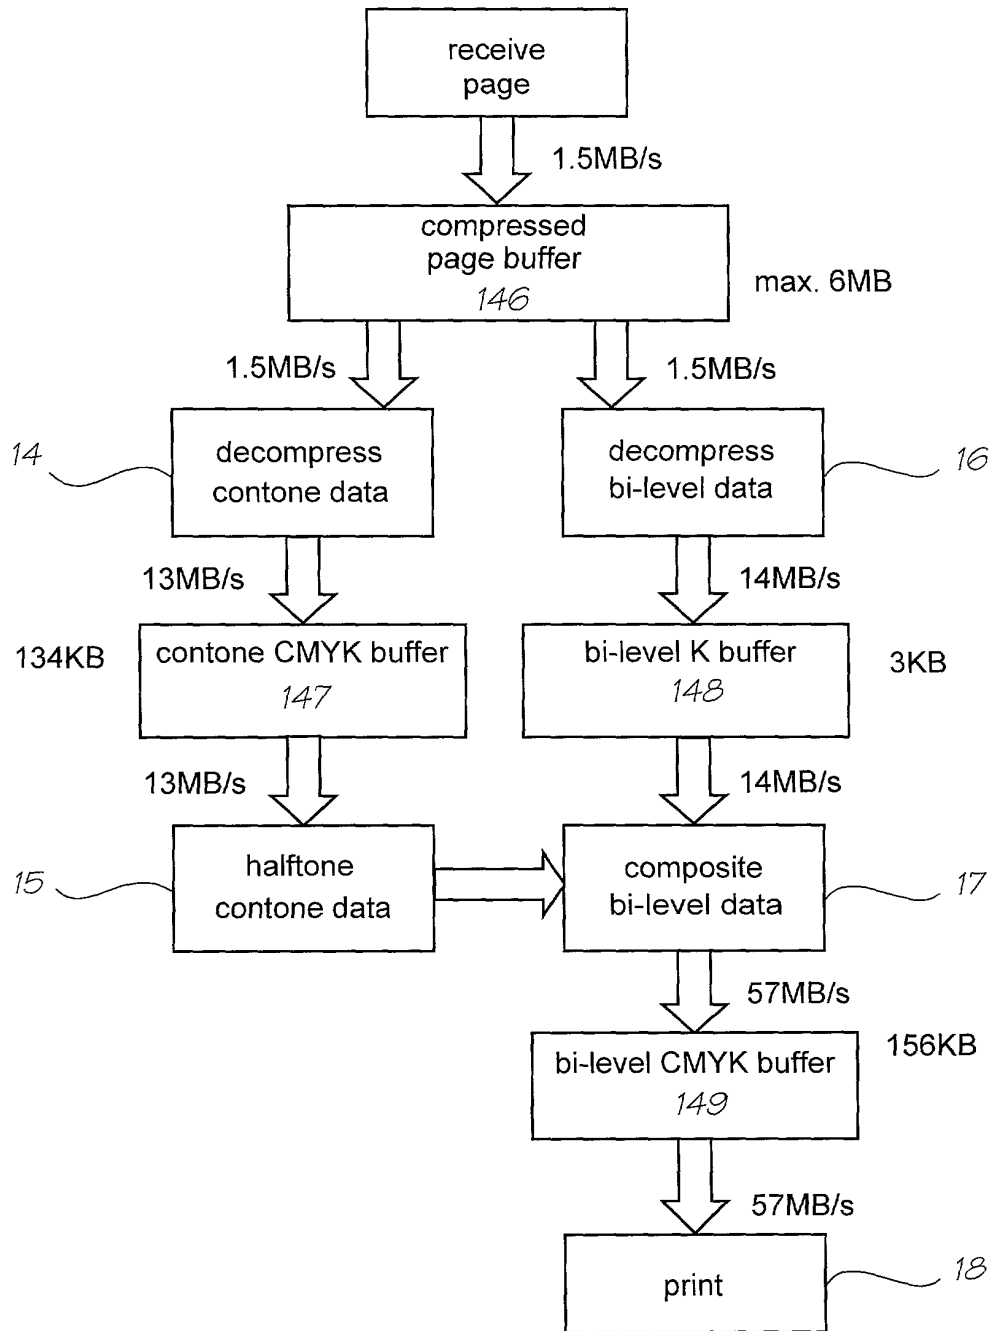 receive
page
1.5MB/s
compressed
page buffer
146
max. 6MB
1.5MB/s
1.5MB/s
14
decompress
contone data
decompress
bi-level data
16
13MB/s
14MB/s
134KB
contone CMYK buffer
147
bi-level K buffer
148
3KB
13MB/s
14MB/s
15
halftone
contone data
composite
bi-level data
17
57MB/s
bi-level CMYK buffer
149
156KB
57MB/s
print
18